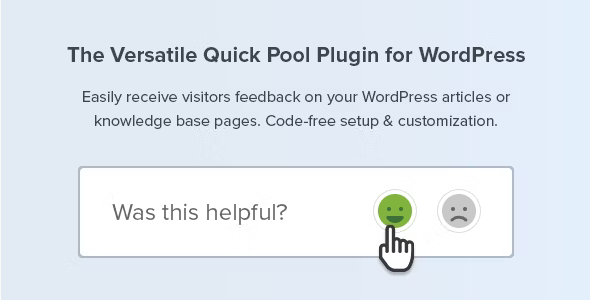 The Versatile Quick Pool Plugin for WordPress
Easily receive visitors feedback on your WordPress articles or
knowledge base pages. Code-free setup & customization.
Was this helpful?